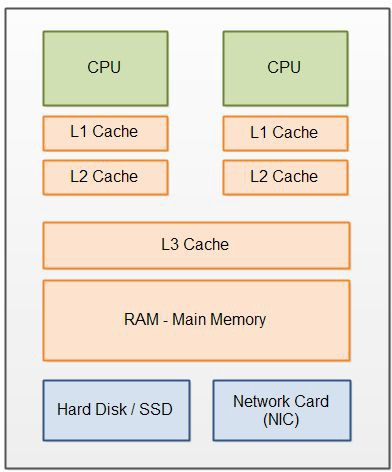 CPU
CPU
L1 Cache
L1 Cache
L2 Cache
L2 Cache
L3 Cache
RAM - Main Memory
Hard Disk / SSD
Network Card
(NIC)